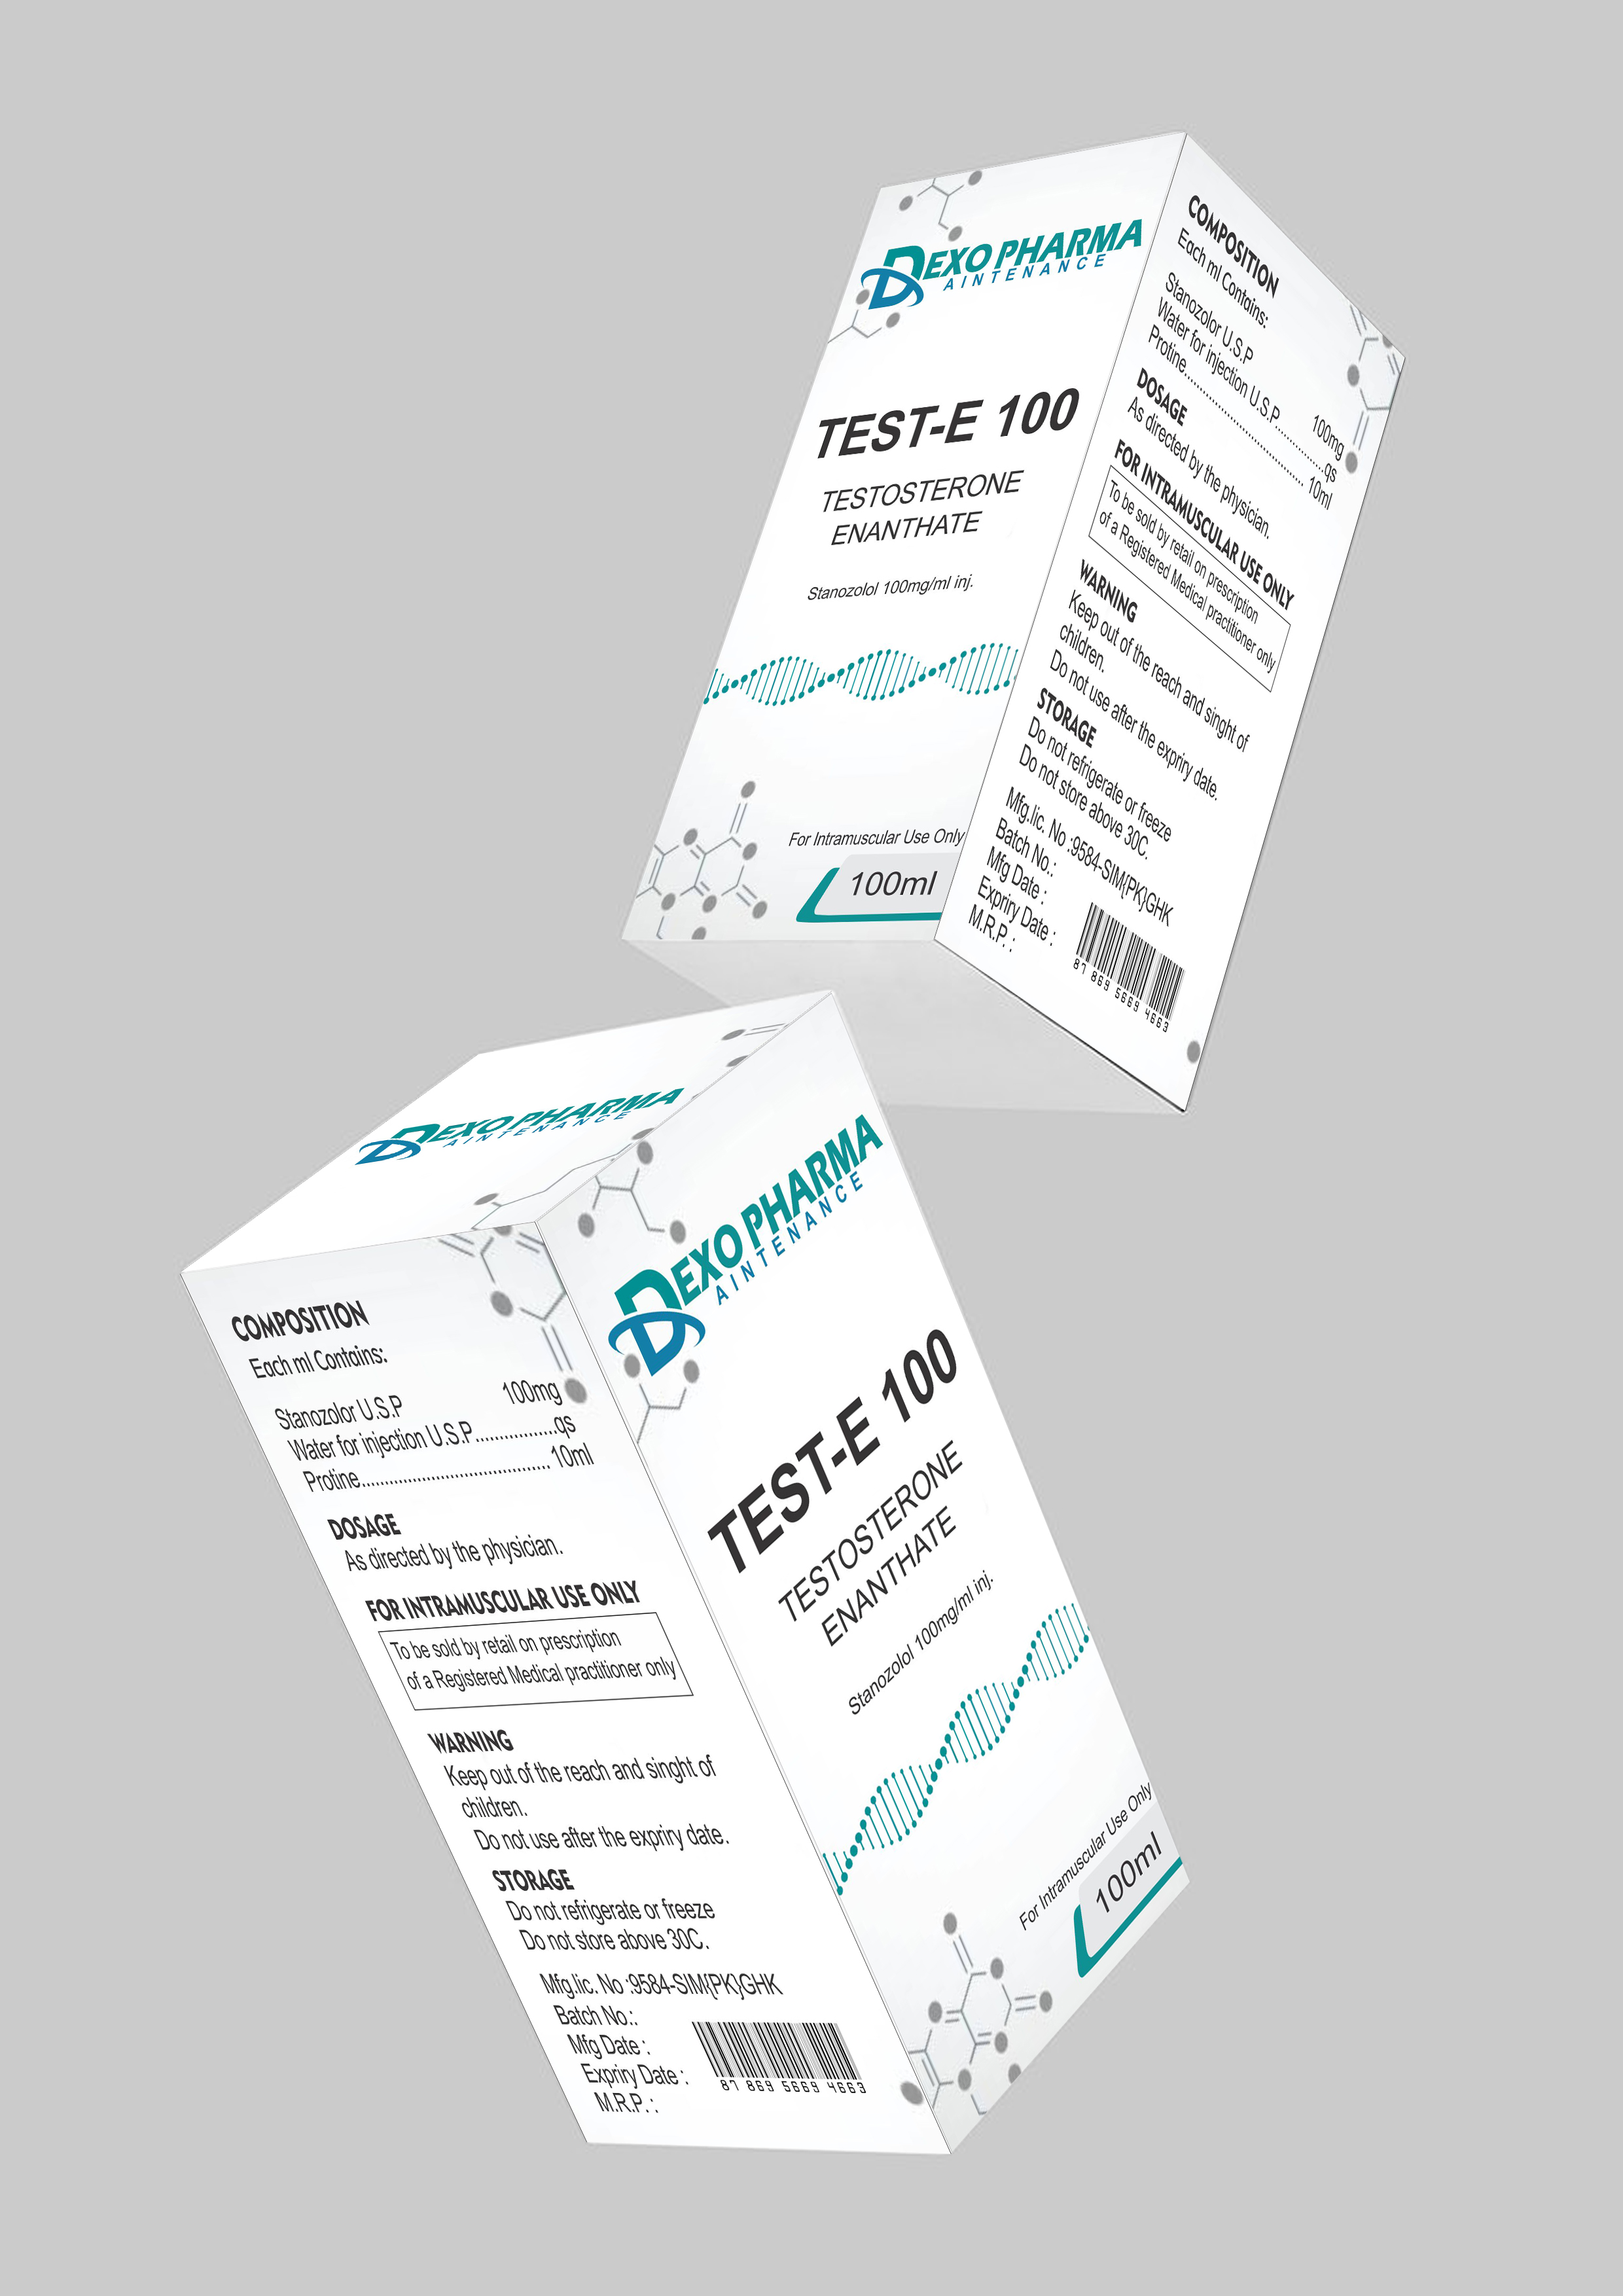 DEXO PHARMA
AINTENANCE
TEST-E 100
TESTOSTERONE
ENANTHATE
Stanozolol 100mg/ml inj.
For Intramuscular Use Only
100ml
COMPOSITION
Each ml Contains:
Stanozolor U.S.P 100mg
Water for injection U.S.P................qs
Protine......................................... 10ml
DOSAGE
As directed by the physician.
FOR INTRAMUSCULAR USE ONLY
To be sold by retail on prescription
of a Registered Medical practitioner only
WARNING
Keep out of the reach and singht of
children.
Do not use after the expriry date.
STORAGE
Do not refrigerate or freeze
Do not store above 30C.
Mfg.lic. No :9584-SIM{PK}GHK
Batch No.:
Mfg Date :
Expriry Date :
M.R.P. :
87 869 5669 4663
DEXO PHARMA
AINTENANCE
COMPOSITION
Each ml Contains:
Stanozolor U.S.P 100mg
Water for injection U.S.P................qs
Protine......................................... 10ml
DOSAGE
As directed by the physician.
FOR INTRAMUSCULAR USE ONLY
To be sold by retail on prescription
of a Registered Medical practitioner only
WARNING
Keep out of the reach and singht of
children.
Do not use after the expriry date.
STORAGE
Do not refrigerate or freeze
Do not store above 30C.
Mfg.lic. No :9584-SIM{PK}GHK
Batch No.:
Mfg Date :
Expriry Date :
M.R.P. :
87 869 5669 4663
DEXO PHARMA
AINTENANCE
TEST-E 100
TESTOSTERONE
ENANTHATE
Stanozolol 100mg/ml inj.
For Intramuscular Use Only
100ml